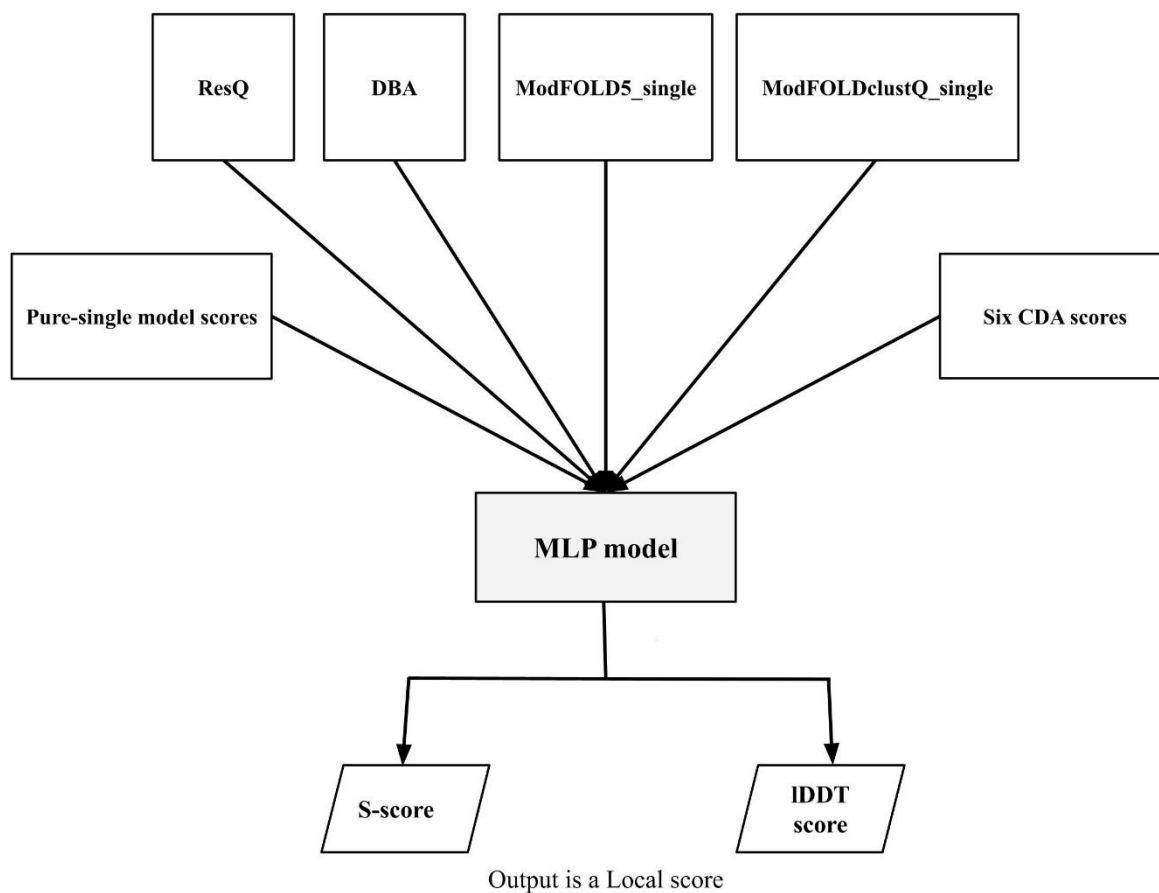 ResQ
DBA
ModFOLD5_single
ModFOLDclustQ_single
Pure-single model scores
Six CDA scores
MLP model
S-score
lDDT
score
Output is a Local score